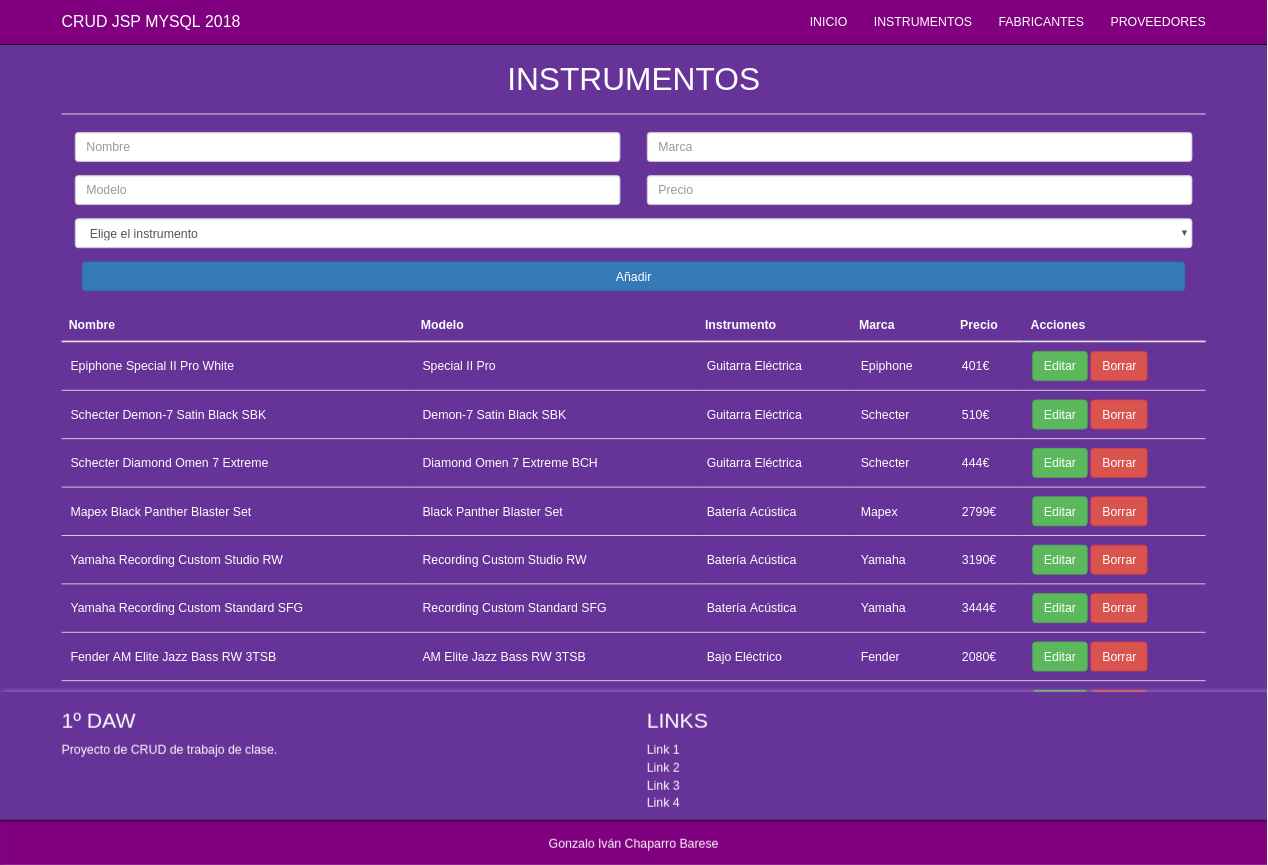 CRUD JSP MYSQL 2018 INICIO INSTRUMENTOS FABRICANTES PROVEEDORES
INSTRUMENTOS
Nombre Marca
Modelo Precio
Elige el instrumento
Añadir
Nombre Modelo Instrumento Marca Precio Acciones
Epiphone Special II Pro White Special II Pro Guitarra Eléctrica Epiphone 401€ Editar Borrar
Schecter Demon-7 Satin Black SBK Demon-7 Satin Black SBK Guitarra Eléctrica Schecter 510€ Editar Borrar
Schecter Diamond Omen 7 Extreme Diamond Omen 7 Extreme BCH Guitarra Eléctrica Schecter 444€ Editar Borrar
Mapex Black Panther Blaster Set Black Panther Blaster Set Batería Acústica Mapex 2799€ Editar Borrar
Yamaha Recording Custom Studio RW Recording Custom Studio RW Batería Acústica Yamaha 3190€ Editar Borrar
Yamaha Recording Custom Standard SFG Recording Custom Standard SFG Batería Acústica Yamaha 3444€ Editar Borrar
Fender AM Elite Jazz Bass RW 3TSB AM Elite Jazz Bass RW 3TSB Bajo Eléctrico Fender 2080€ Editar Borrar
1º DAW LINKS
Proyecto de CRUD de trabajo de clase. Link 1
Link 2
Link 3
Link 4
Gonzalo Iván Chaparro Barese